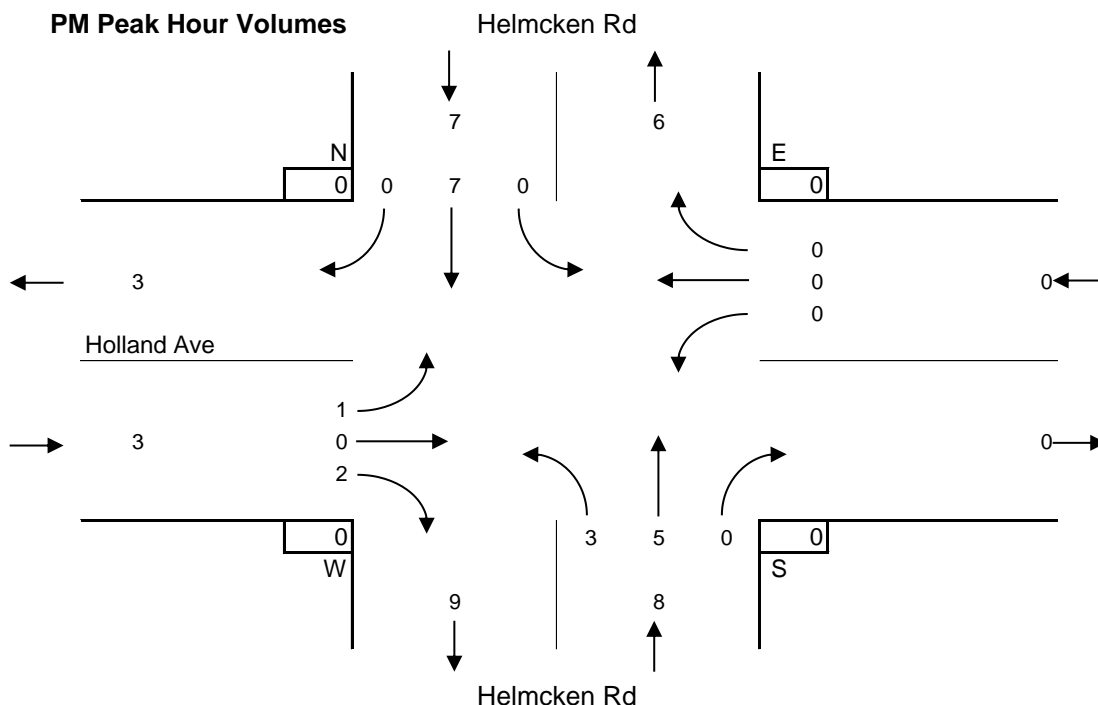 PM Peak Hour Volumes Helmcken Rd
7 6
N E
0 0 7 0 0
0
3 0 0
0
Holland Ave
1
3 0 0
2
0 3 5 0 0
W S
9 8
Helmcken Rd